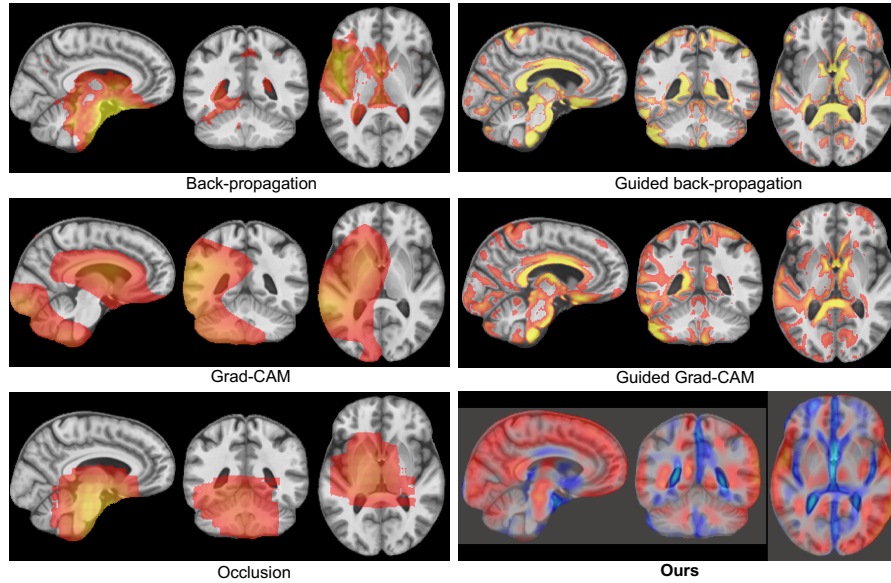 Back-propagation
Guided back-propagation
Grad-CAM
Guided Grad-CAM
Occlusion
Ours